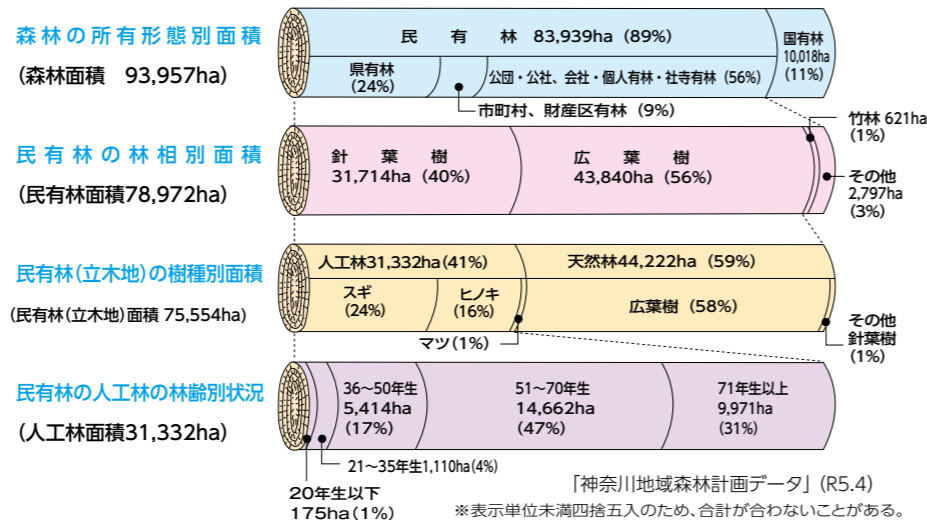 森林の所有形態別面積
(森林面積 93,957ha)
民有林 83,939ha (89%)
国有林
10,018ha
(11%)
県有林
(24%)
公団・公社、会社・個人有林・社寺有林 (56%)
市町村、財産区有林 (9%)
民有林の林相別面積
(民有林面積78,972ha)
針葉樹
31,714ha (40%)
広葉樹
43,840ha (56%)
竹林 621ha
(1%)
その他
2,797ha
(3%)
民有林(立木地)の樹種別面積
(民有林(立木地)面積 75,554ha)
人工林31,332ha(41%)
天然林44,222ha (59%)
スギ
(24%)
ヒノキ
(16%)
広葉樹 (58%)
マツ(1%)
その他
針葉樹
(1%)
民有林の人工林の林齢別状況
(人工林面積31,332ha)
36〜50年生
5,414ha
(17%)
51〜70年生
14,662ha
(47%)
71年生以上
9,971ha
(31%)
21〜35年生1,110ha(4%)
20年生以下
175ha(1%)
「神奈川地域森林計画データ」(R5.4)
※表示単位未満四捨五入のため、合計が合わないことがある。